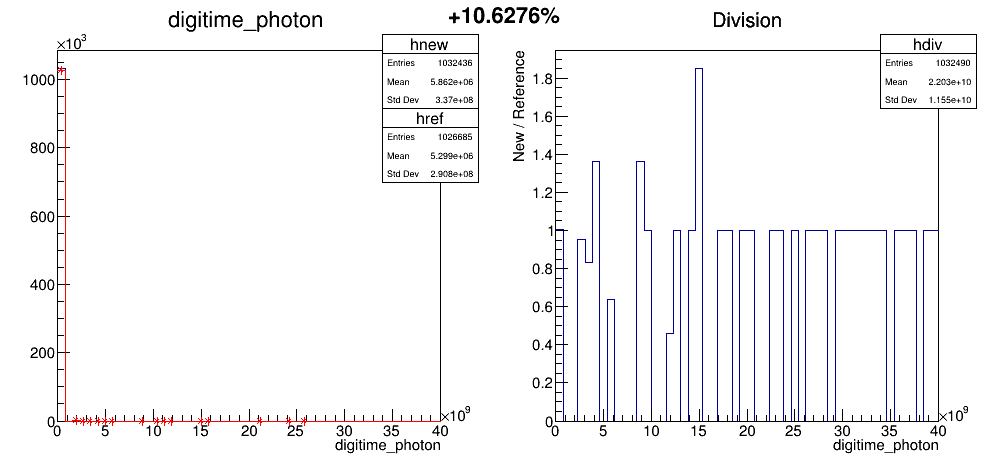 +10.6276%
digitime_photon
×10³
hnew
Entries 1032436
Mean 5.862e+06
Std Dev 3.37e+08
href
Entries 1026685
Mean 5.299e+06
Std Dev 2.908e+08
1000
800
600
400
200
0
0 5 10 15 20 25 30 35 40
×10⁹
digitime_photon
Division
hdiv
Entries 1032490
Mean 2.203e+10
Std Dev 1.155e+10
New / Reference
1.8
1.6
1.4
1.2
1
0.8
0.6
0.4
0.2
0
0 5 10 15 20 25 30 35 40
×10⁹
digitime_photon